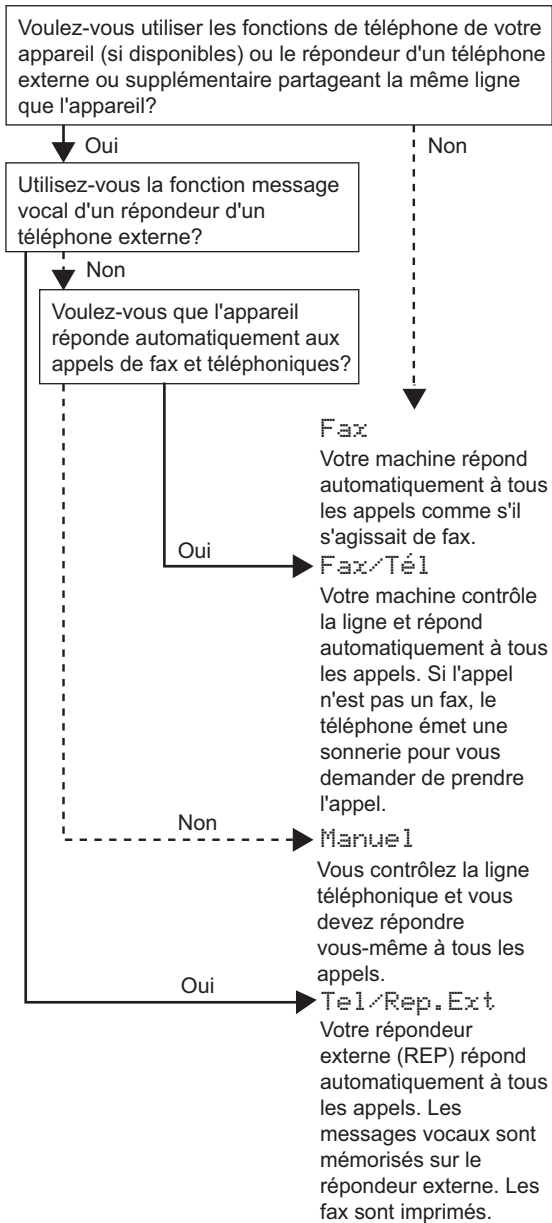 Voulez-vous utiliser les fonctions de téléphone de votre
appareil (si disponibles) ou le répondeur d'un téléphone
externe ou supplémentaire partageant la même ligne
que l'appareil?
Oui
Non
Utilisez-vous la fonction message
vocal d'un répondeur d'un
téléphone externe?
Non
Voulez-vous que l'appareil
réponde automatiquement aux
appels de fax et téléphoniques?
Fax
Votre machine répond
automatiquement à tous
les appels comme s'il
s'agissait de fax.
Oui
Fax/Tél
Votre machine contrôle
la ligne et répond
automatiquement à tous
les appels. Si l'appel
n'est pas un fax, le
téléphone émet une
sonnerie pour vous
demander de prendre
l'appel.
Non
Manuel
Vous contrôlez la ligne
téléphonique et vous
devez répondre
vous-même à tous les
appels.
Oui
Tel/Rep.Ext
Votre répondeur
externe (REP) répond
automatiquement à tous
les appels. Les
messages vocaux sont
mémorisés sur le
répondeur externe. Les
fax sont imprimés.